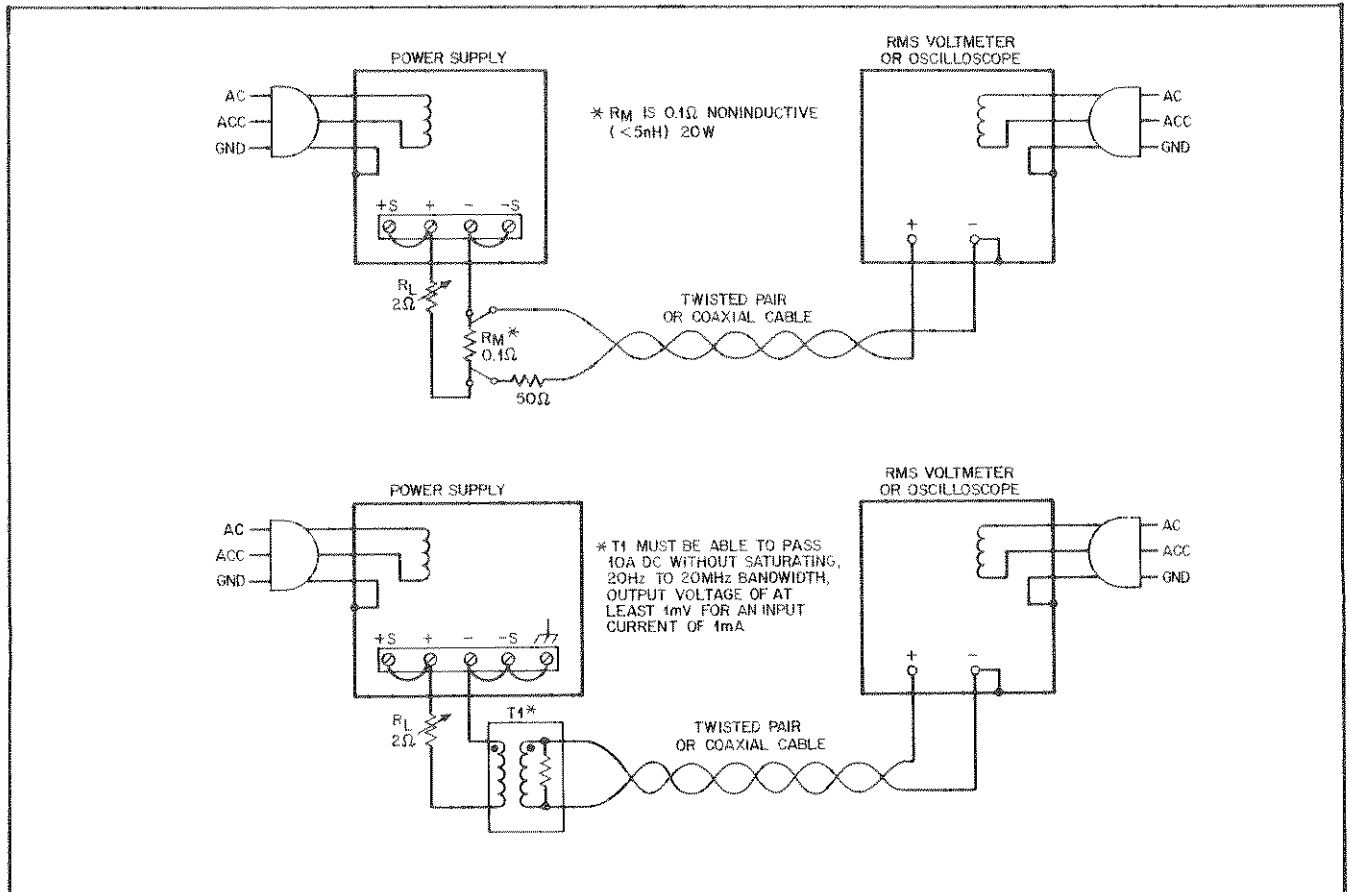 POWER SUPPLY
AC
ACC
GND
* RM IS 0.1Ω NONINDUCTIVE
(<5nH) 20W
+S + - -S
RL
2Ω
RM*
0.1Ω
50Ω
TWISTED PAIR
OR COAXIAL CABLE
RMS VOLTMETER
OR OSCILLOSCOPE
AC
ACC
GND
+ -
POWER SUPPLY
AC
ACC
GND
* T1 MUST BE ABLE TO PASS
10A DC WITHOUT SATURATING,
20Hz TO 20MHz BANDWIDTH,
OUTPUT VOLTAGE OF AT
LEAST 1mV FOR AN INPUT
CURRENT OF 1mA
+S + - -S
RL
2Ω
T1*
TWISTED PAIR
OR COAXIAL CABLE
RMS VOLTMETER
OR OSCILLOSCOPE
AC
ACC
GND
+ -